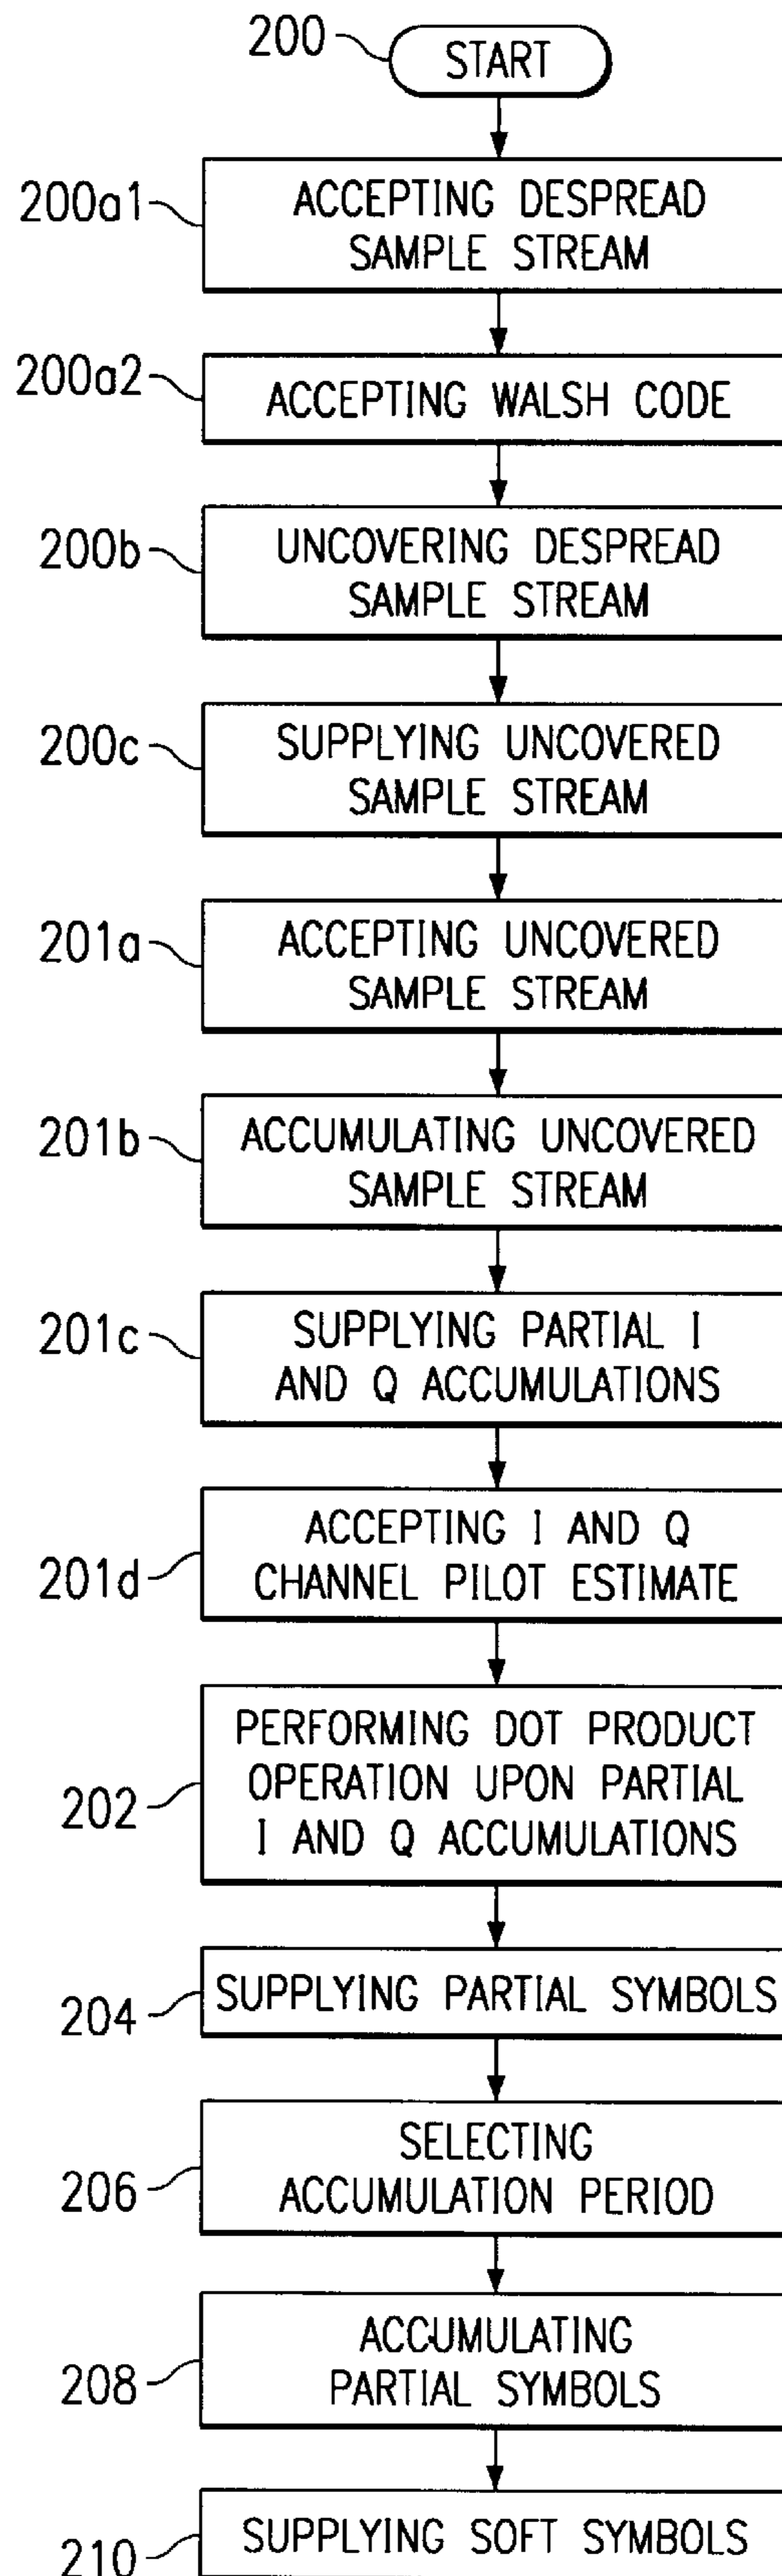 200
START
200a1
ACCEPTING DESPREAD
SAMPLE STREAM
200a2
ACCEPTING WALSH CODE
200b
UNCOVERING DESPREAD
SAMPLE STREAM
200c
SUPPLYING UNCOVERED
SAMPLE STREAM
201a
ACCEPTING UNCOVERED
SAMPLE STREAM
201b
ACCUMULATING UNCOVERED
SAMPLE STREAM
201c
SUPPLYING PARTIAL I
AND Q ACCUMULATIONS
201d
ACCEPTING I AND Q
CHANNEL PILOT ESTIMATE
202
PERFORMING DOT PRODUCT
OPERATION UPON PARTIAL
I AND Q ACCUMULATIONS
204
SUPPLYING PARTIAL SYMBOLS
206
SELECTING
ACCUMULATION PERIOD
208
ACCUMULATING
PARTIAL SYMBOLS
210
SUPPLYING SOFT SYMBOLS